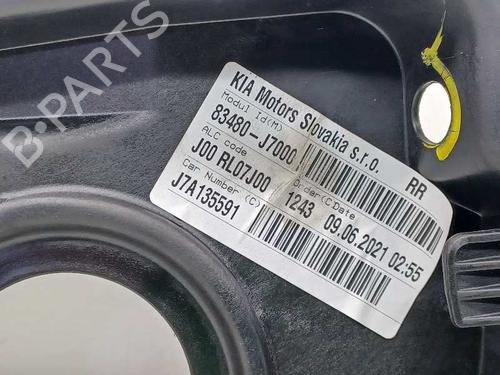 B-PARTS
KIA Motors Slovakia s.r.o.
RR
Modul Id(M)
83480-J7000
ALC code
J00 RLD7J00
Order(C)Date
1243 09.06.2021 02:55
Car Number (C)
J7A135591